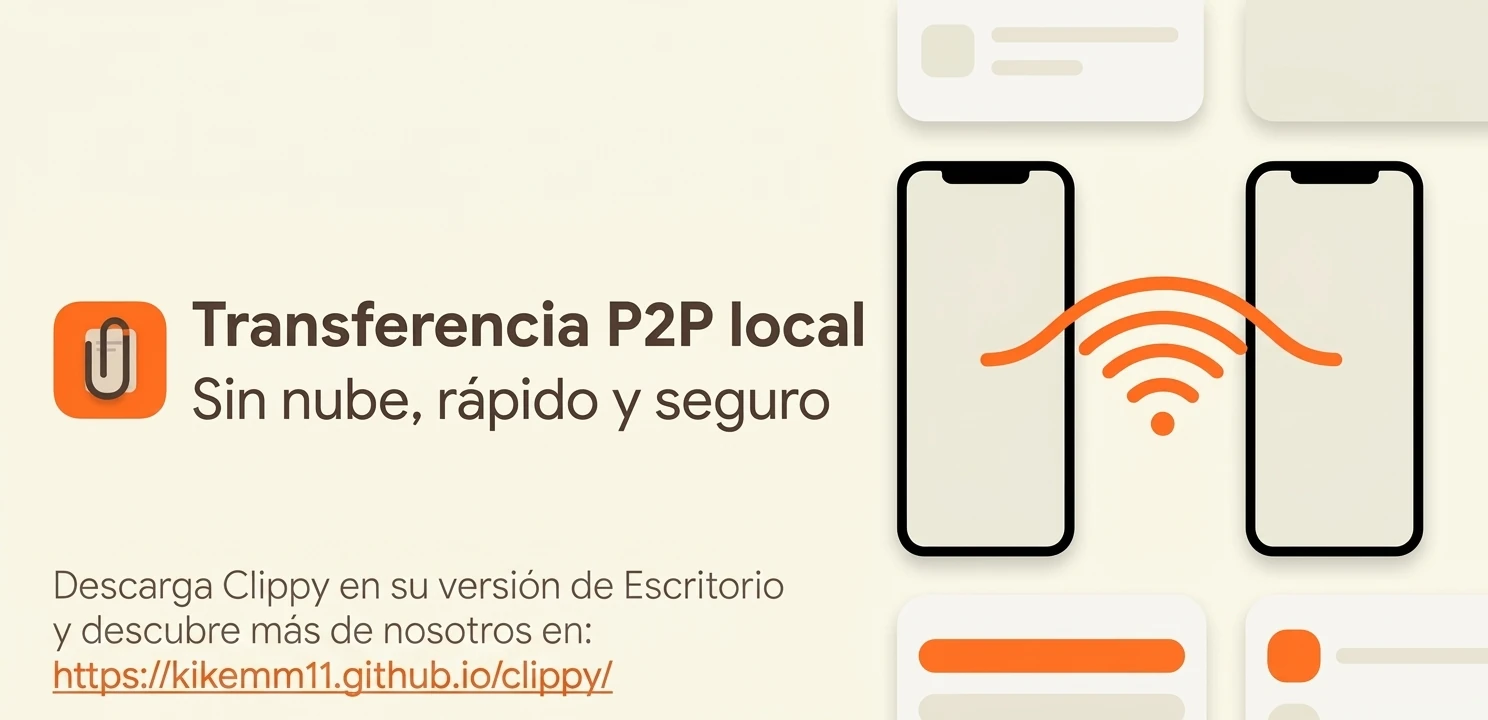 Transferencia P2P local
Sin nube, rápido y seguro
Descarga Clippy en su versión de Escritorio
y descubre más de nosotros en:
https://kikemm11.github.io/clippy/